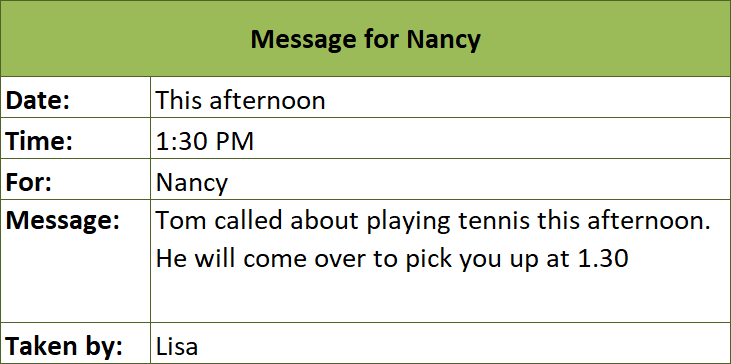 Message for Nancy
Date: This afternoon
Time: 1:30 PM
For: Nancy
Message: Tom called about playing tennis this afternoon.
He will come over to pick you up at 1.30
Taken by: Lisa